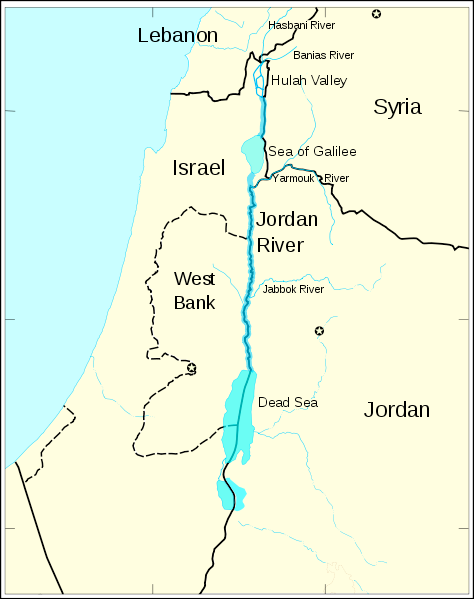 Hasbani River
Lebanon
Banias River
Hulah Valley
Syria
Sea of Galilee
Israel
Yarmouk River
Jordan
River
West
Bank
Jabbok River
Dead Sea
Jordan